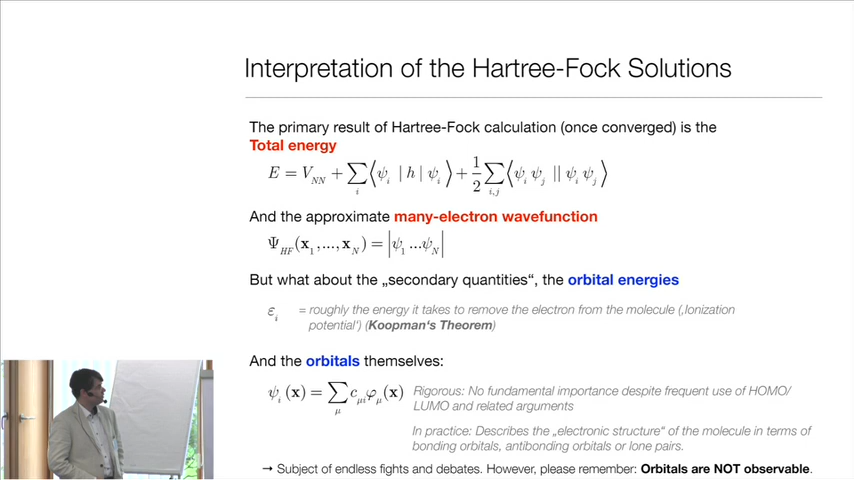 Interpretation of the Hartree-Fock Solutions
The primary result of Hartree-Fock calculation (once converged) is the
Total energy
E = V_NN + ∑_i ⟨ψ_i | h | ψ_i⟩ + 1/2 ∑_i,j ⟨ψ_i ψ_j || ψ_i ψ_j⟩
And the approximate many-electron wavefunction
Ψ_HF(x_1,...,x_N) = |ψ_1 ...ψ_N|
But what about the „secondary quantities“, the orbital energies
ε_i = roughly the energy it takes to remove the electron from the molecule (‚Ionization
potential‘) (Koopman‘s Theorem)
And the orbitals themselves:
ψ_i (x) = ∑_μ c_μi φ_μ(x) Rigorous: No fundamental importance despite frequent use of HOMO/
LUMO and related arguments
In practice: Describes the „electronic structure“ of the molecule in terms of
bonding orbitals, antibonding orbitals or lone pairs.
→ Subject of endless fights and debates. However, please remember: Orbitals are NOT observable.